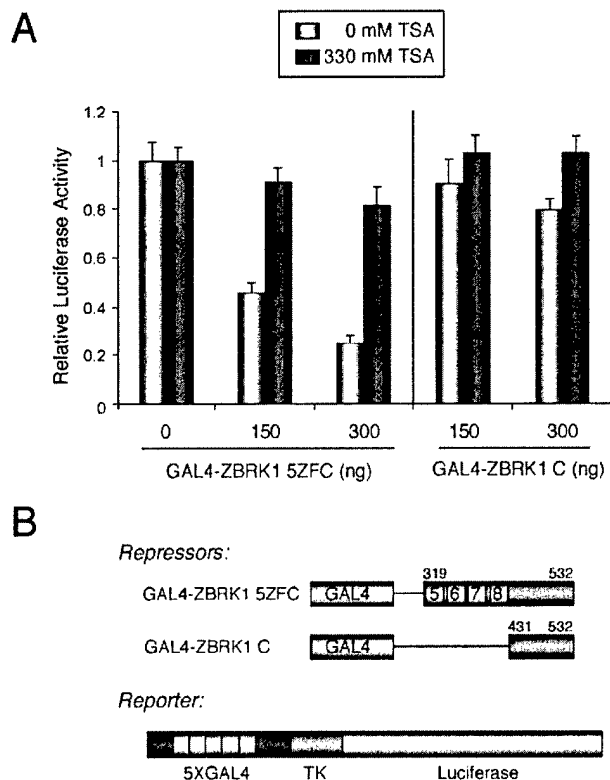 A
0 mM TSA
330 mM TSA
Relative Luciferase Activity
1.2
1
0.8
0.6
0.4
0.2
0
0 150 300 150 300
GAL4-ZBRK1 5ZFC (ng) GAL4-ZBRK1 C (ng)
B
Repressors:
319 532
GAL4-ZBRK1 5ZFC GAL4 5 6 7 8
431 532
GAL4-ZBRK1 C GAL4
Reporter:
5XGAL4 TK Luciferase